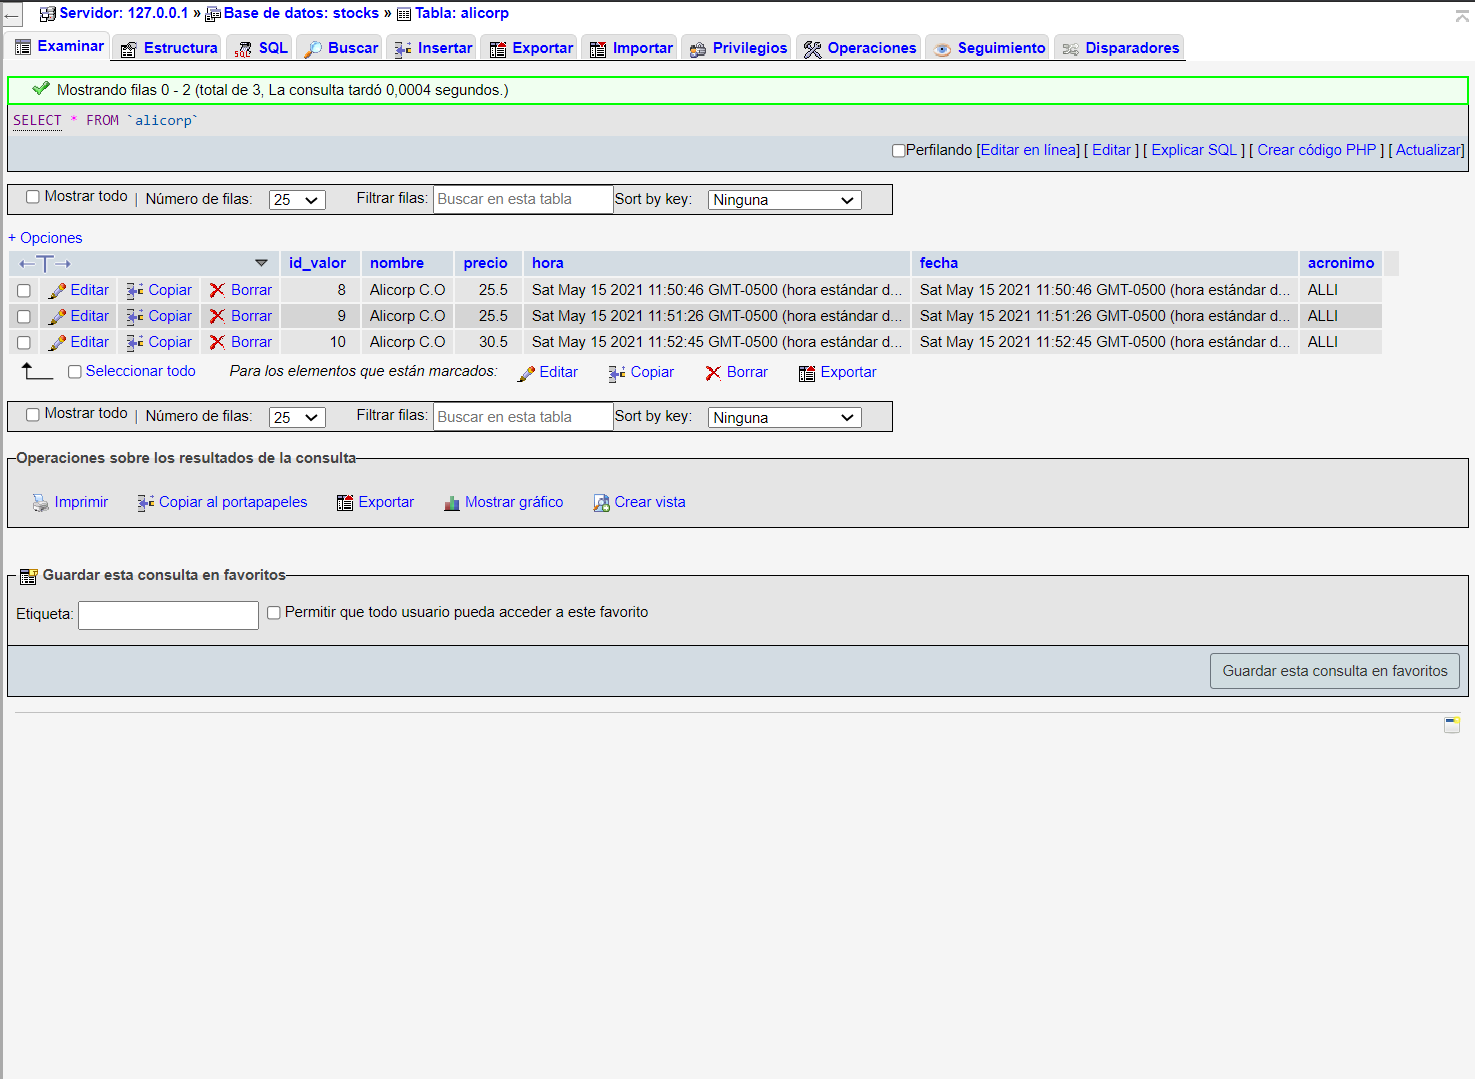 ← Servidor: 127.0.0.1 » Base de datos: stocks » Tabla: alicorp
Examinar Estructura SQL Buscar Insertar Exportar Importar Privilegios Operaciones Seguimiento Disparadores
Mostrando filas 0 - 2 (total de 3, La consulta tardó 0,0004 segundos.)
SELECT * FROM `alicorp`
Perfilando [Editar en línea] [ Editar ] [ Explicar SQL ] [ Crear código PHP ] [ Actualizar]
Mostrar todo | Número de filas: 25 Filtrar filas: Buscar en esta tabla Sort by key: Ninguna
+ Opciones
←T→ id_valor nombre precio hora fecha acronimo
Editar Copiar Borrar 8 Alicorp C.O 25.5 Sat May 15 2021 11:50:46 GMT-0500 (hora estándar d... Sat May 15 2021 11:50:46 GMT-0500 (hora estándar d... ALLI
Editar Copiar Borrar 9 Alicorp C.O 25.5 Sat May 15 2021 11:51:26 GMT-0500 (hora estándar d... Sat May 15 2021 11:51:26 GMT-0500 (hora estándar d... ALLI
Editar Copiar Borrar 10 Alicorp C.O 30.5 Sat May 15 2021 11:52:45 GMT-0500 (hora estándar d... Sat May 15 2021 11:52:45 GMT-0500 (hora estándar d... ALLI
Seleccionar todo Para los elementos que están marcados: Editar Copiar Borrar Exportar
Mostrar todo | Número de filas: 25 Filtrar filas: Buscar en esta tabla Sort by key: Ninguna
Operaciones sobre los resultados de la consulta
Imprimir Copiar al portapapeles Exportar Mostrar gráfico Crear vista
Guardar esta consulta en favoritos
Etiqueta: Permitir que todo usuario pueda acceder a este favorito
Guardar esta consulta en favoritos